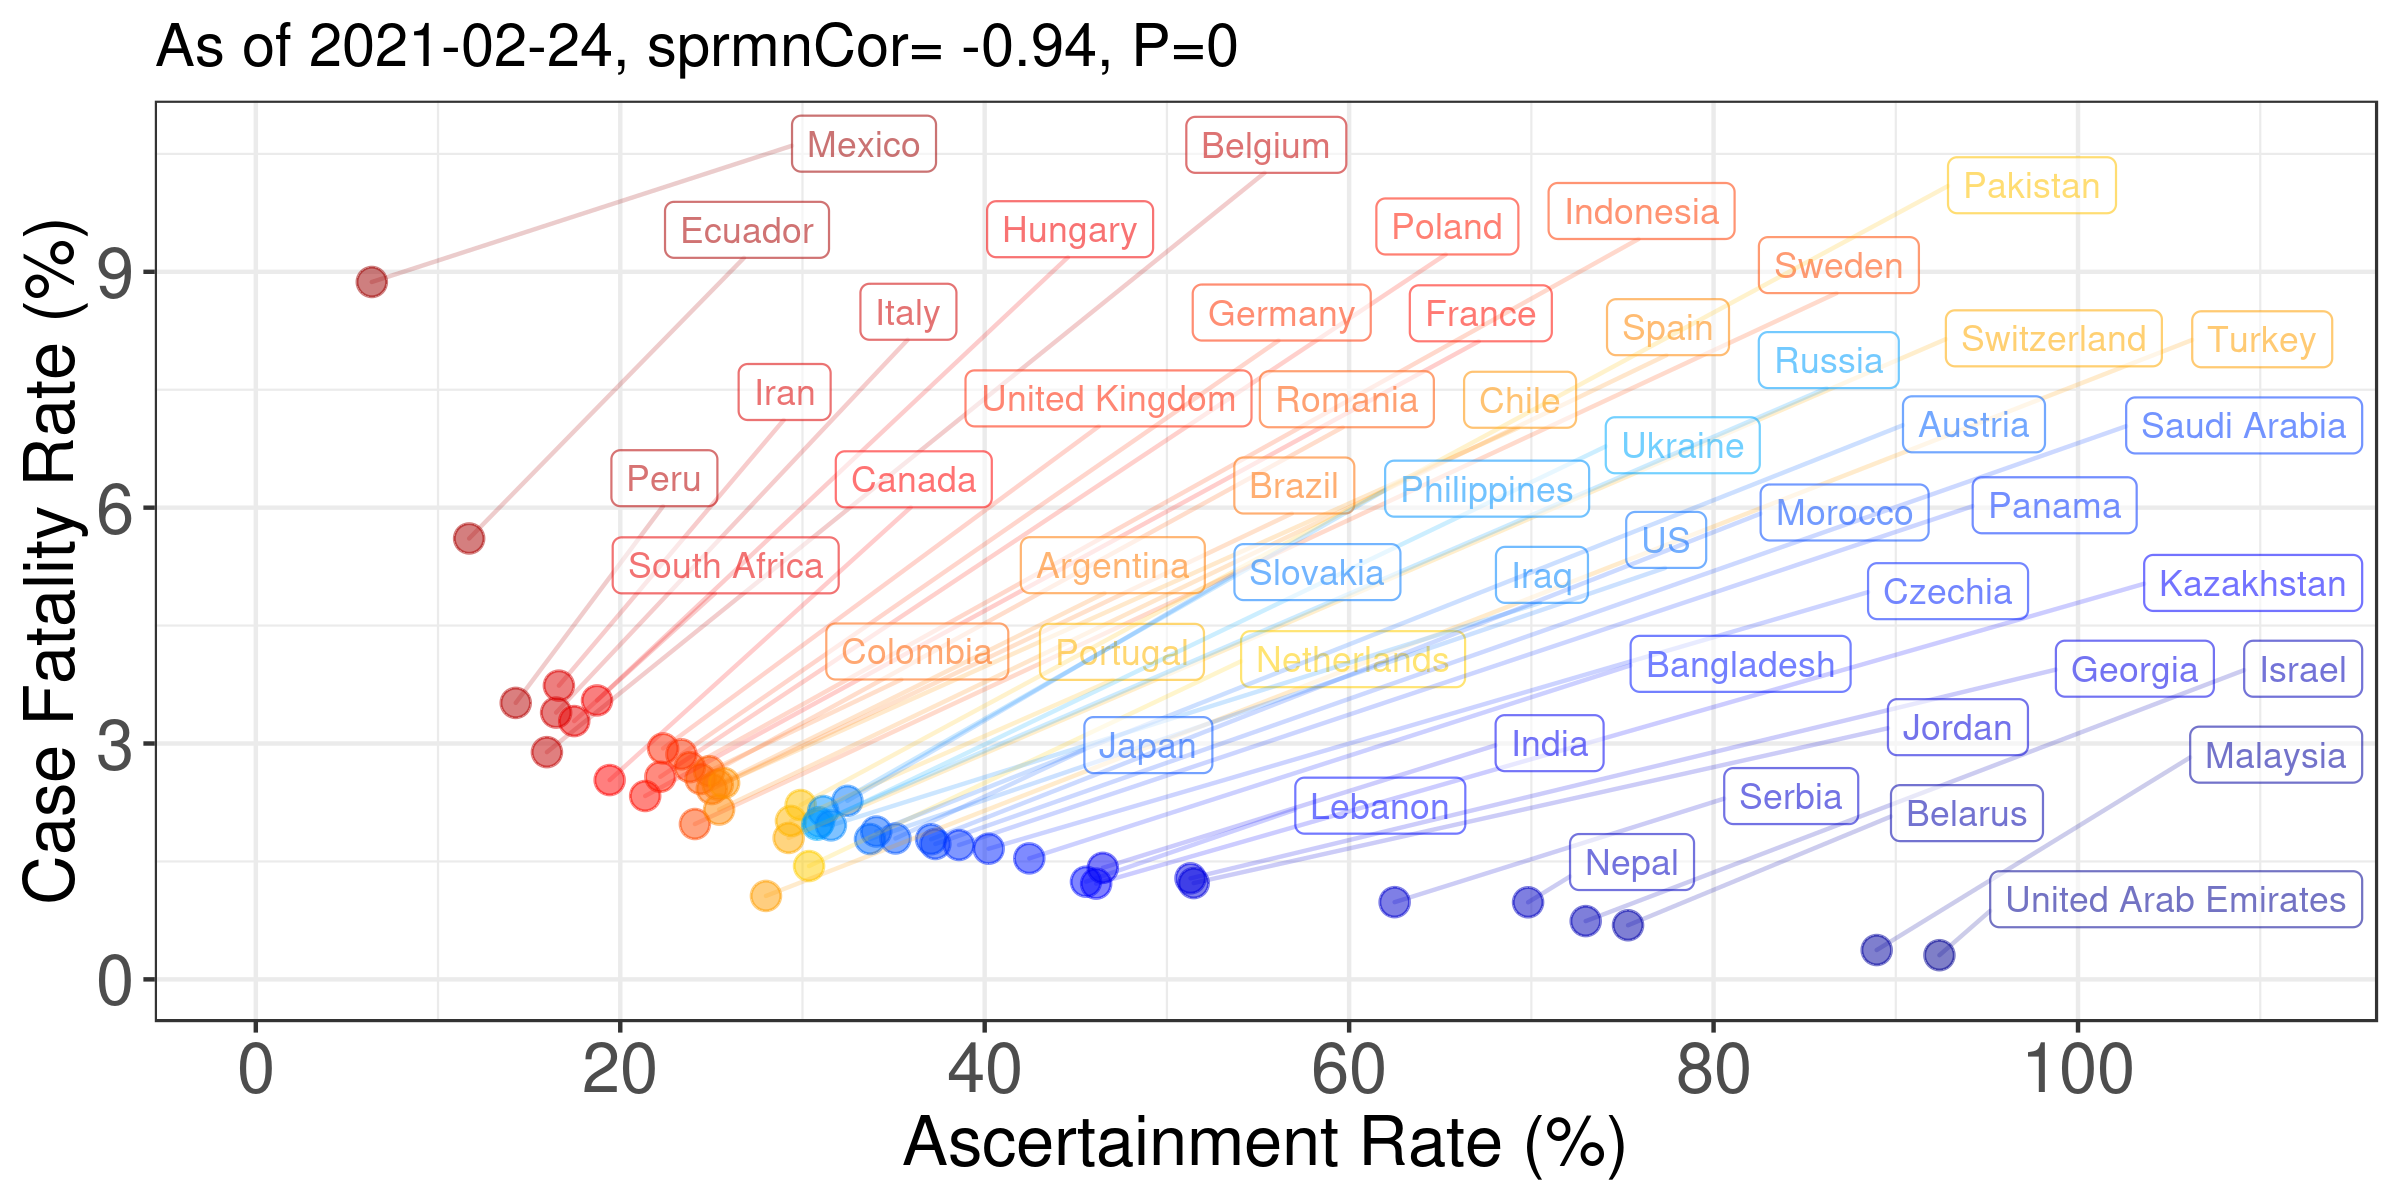 As of 2021-02-24, sprmnCor= -0.94, P=0
Case Fatality Rate (%)
9
6
3
0
Mexico
Belgium
Pakistan
Ecuador
Hungary
Poland
Indonesia
Sweden
Italy
Germany
France
Spain
Switzerland
Turkey
Russia
Iran
United Kingdom
Romania
Chile
Austria
Saudi Arabia
Ukraine
Peru
Canada
Brazil
Philippines
Morocco
Panama
US
South Africa
Argentina
Slovakia
Iraq
Czechia
Kazakhstan
Colombia
Portugal
Netherlands
Bangladesh
Georgia
Israel
Japan
India
Jordan
Malaysia
Lebanon
Serbia
Belarus
Nepal
United Arab Emirates
0
20
40
60
80
100
Ascertainment Rate (%)